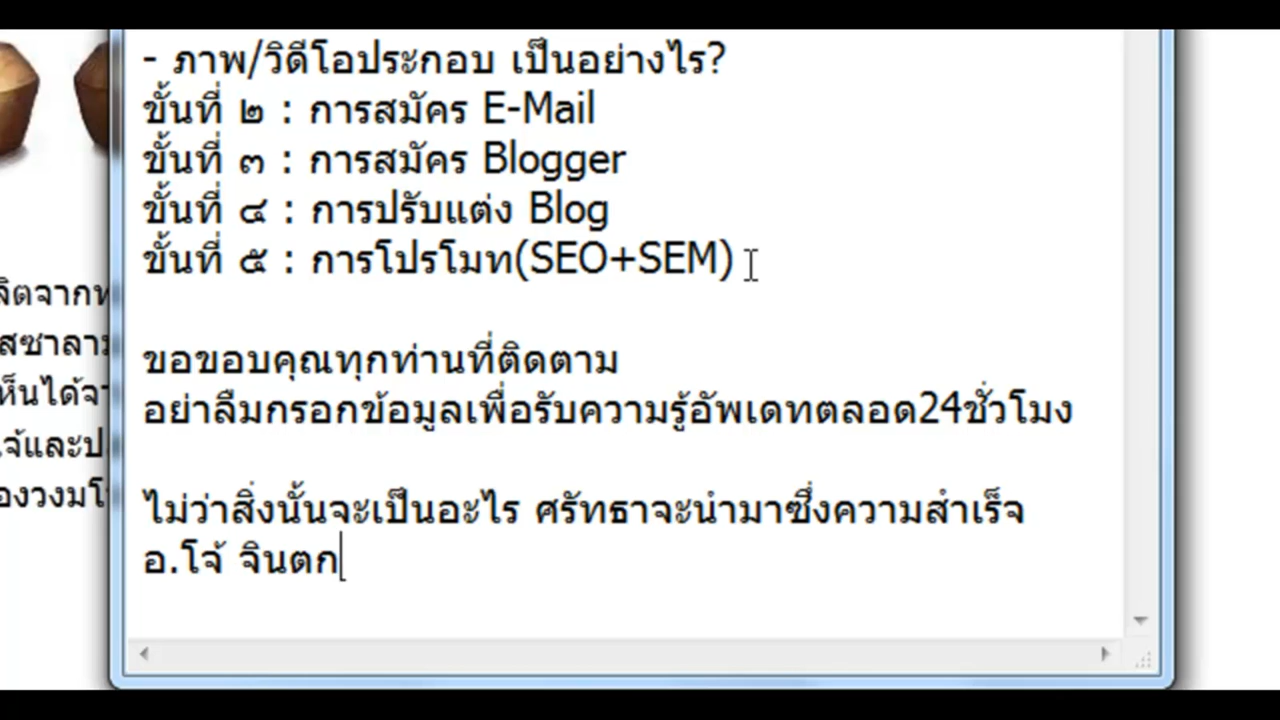 - ภาพ/วิดีโอประกอบ เป็นอย่างไร?
ขั้นที่ ๒ : การสมัคร E-Mail
ขั้นที่ ๓ : การสมัคร Blogger
ขั้นที่ ๔ : การปรับแต่ง Blog
ขั้นที่ ๕ : การโปรโมท(SEO+SEM)
ขอขอบคุณทุกท่านที่ติดตาม
อย่าลืมกรอกข้อมูลเพื่อรับความรู้อัพเดทตลอด24ชั่วโมง
ไม่ว่าสิ่งนั้นจะเป็นอะไร ศรัทธาจะนำมาซึ่งความสำเร็จ
อ.โจ้ จินตก